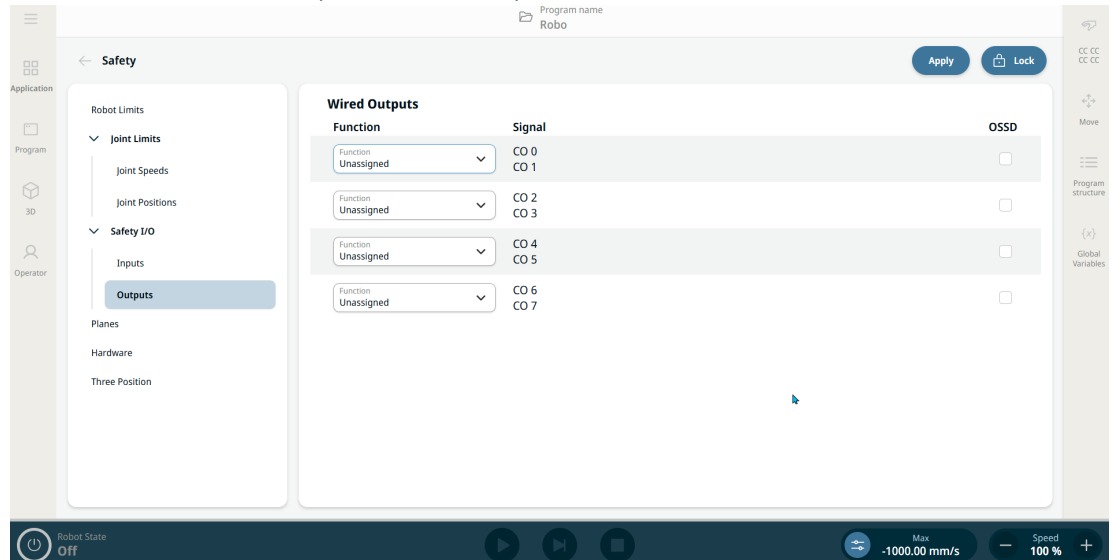 Program name
Robo
Safety
Apply
Lock
CC CC
CC CC
Application
Program
3D
Operator
Robot Limits
Joint Limits
Joint Speeds
Joint Positions
Safety I/O
Inputs
Outputs
Planes
Hardware
Three Position
Wired Outputs
Function
Signal
OSSD
Function
Unassigned
CO 0
CO 1
Function
Unassigned
CO 2
CO 3
Function
Unassigned
CO 4
CO 5
Function
Unassigned
CO 6
CO 7
Move
Program
structure
{x}
Global
Variables
Robot State
Off
Max
-1000.00 mm/s
Speed
100 %